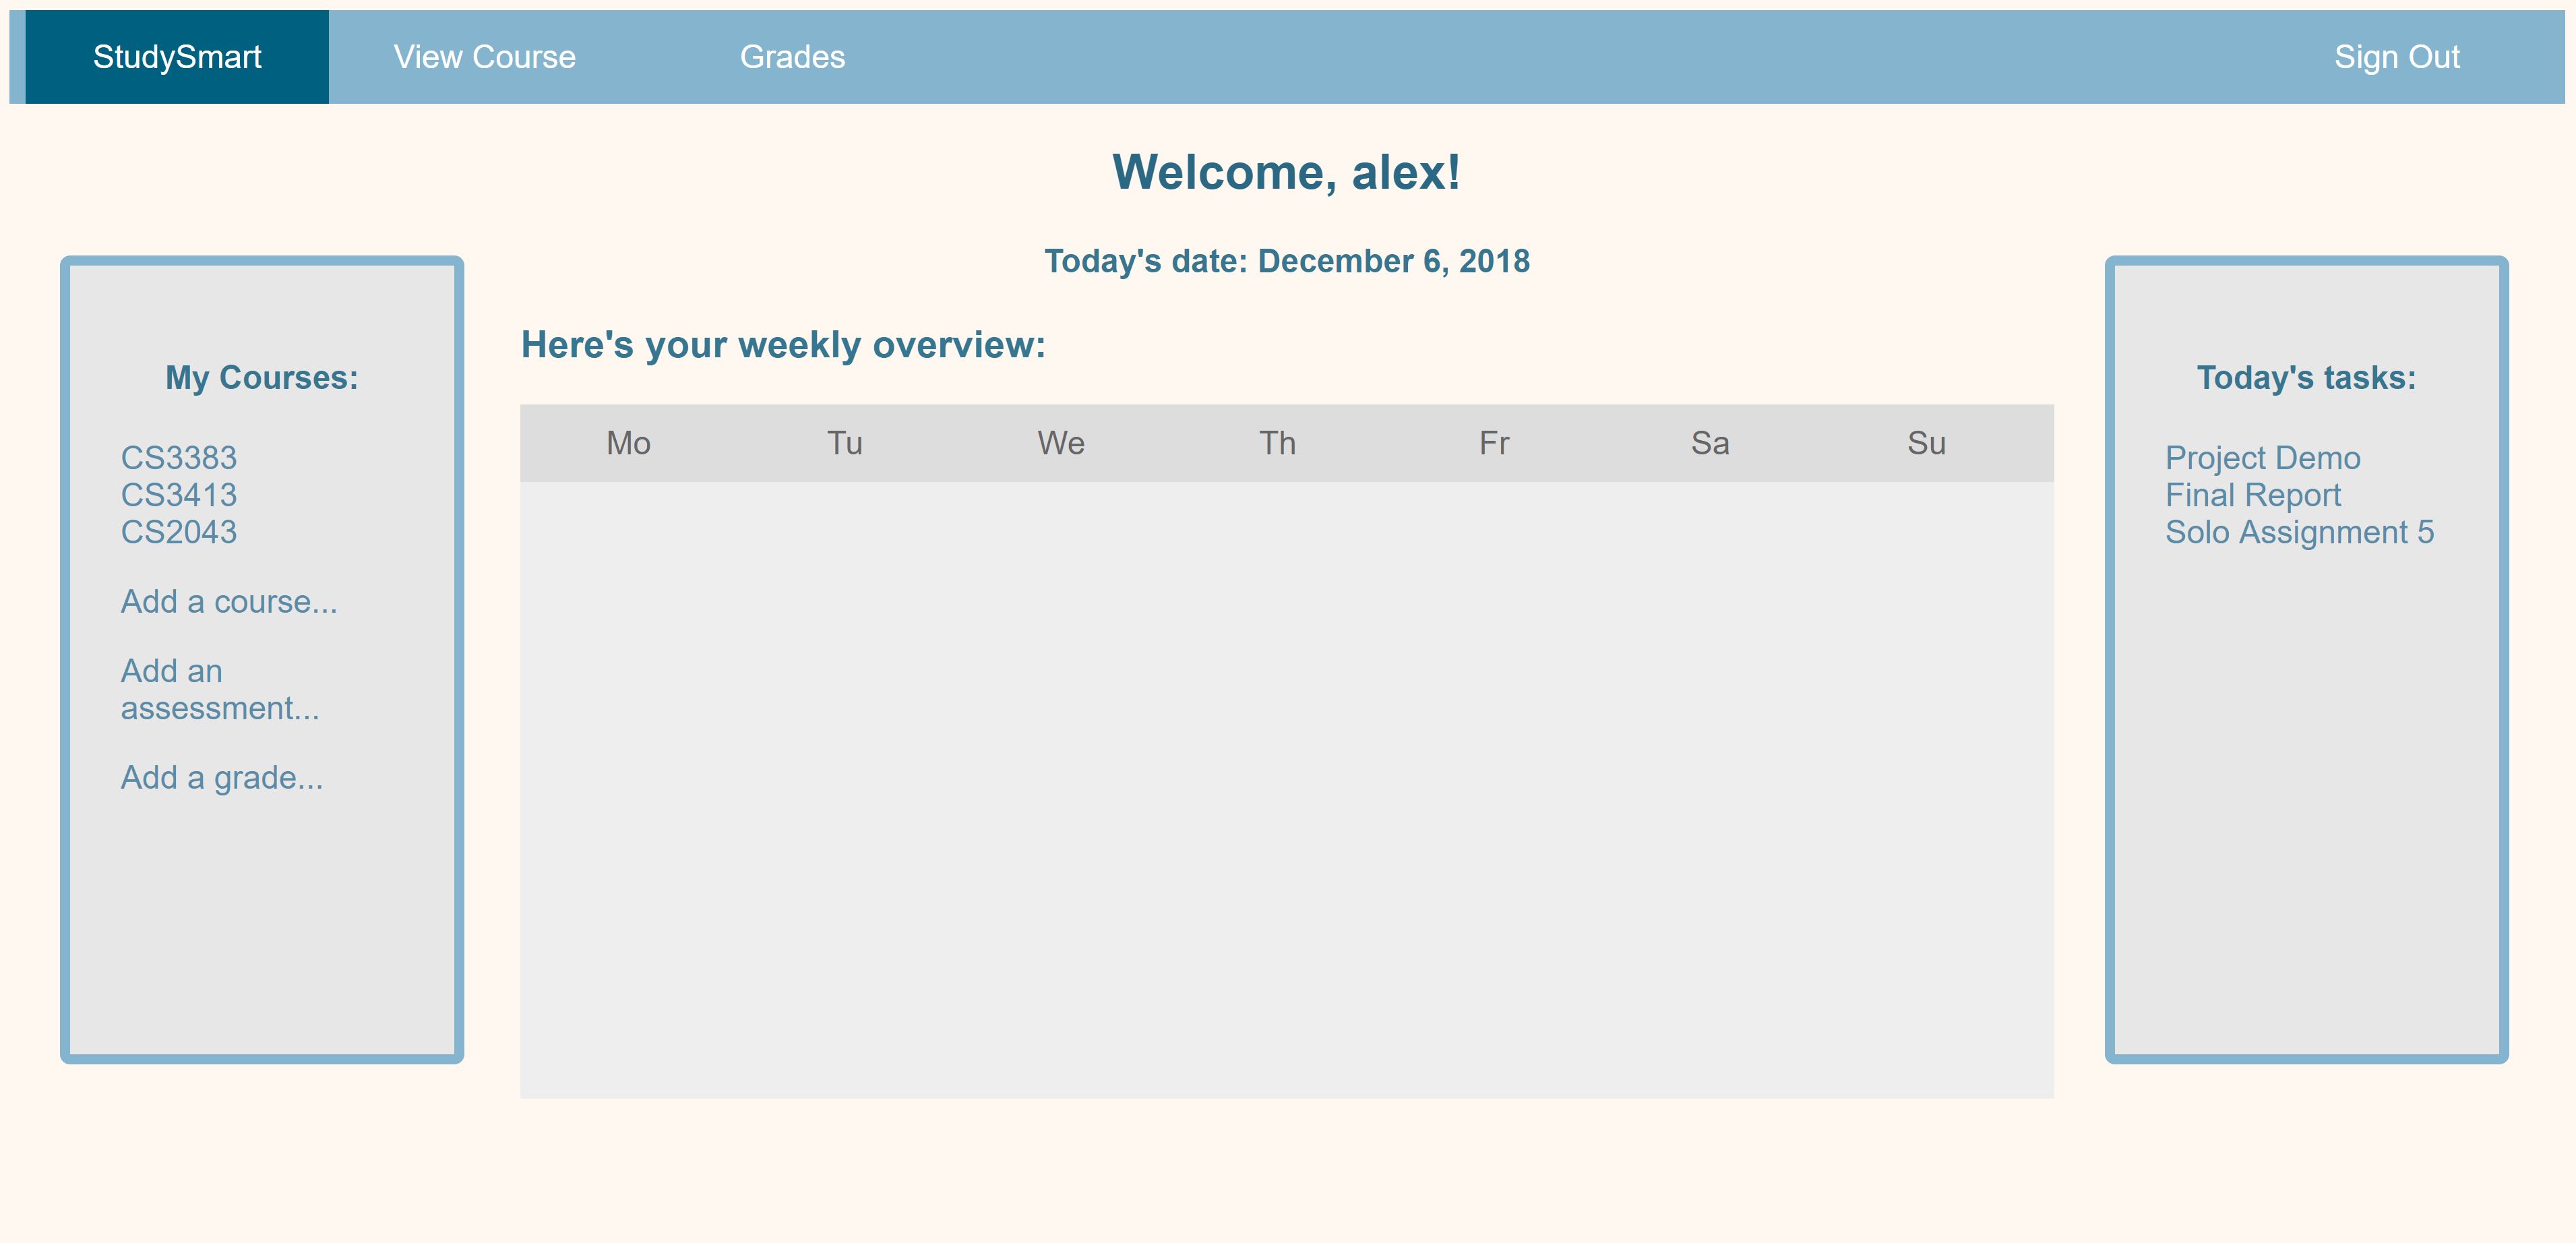 StudySmart View Course Grades Sign Out
Welcome, alex!
Today's date: December 6, 2018
My Courses:
CS3383
CS3413
CS2043
Add a course...
Add an
assessment...
Add a grade...
Here's your weekly overview:
Mo Tu We Th Fr Sa Su
Today's tasks:
Project Demo
Final Report
Solo Assignment 5